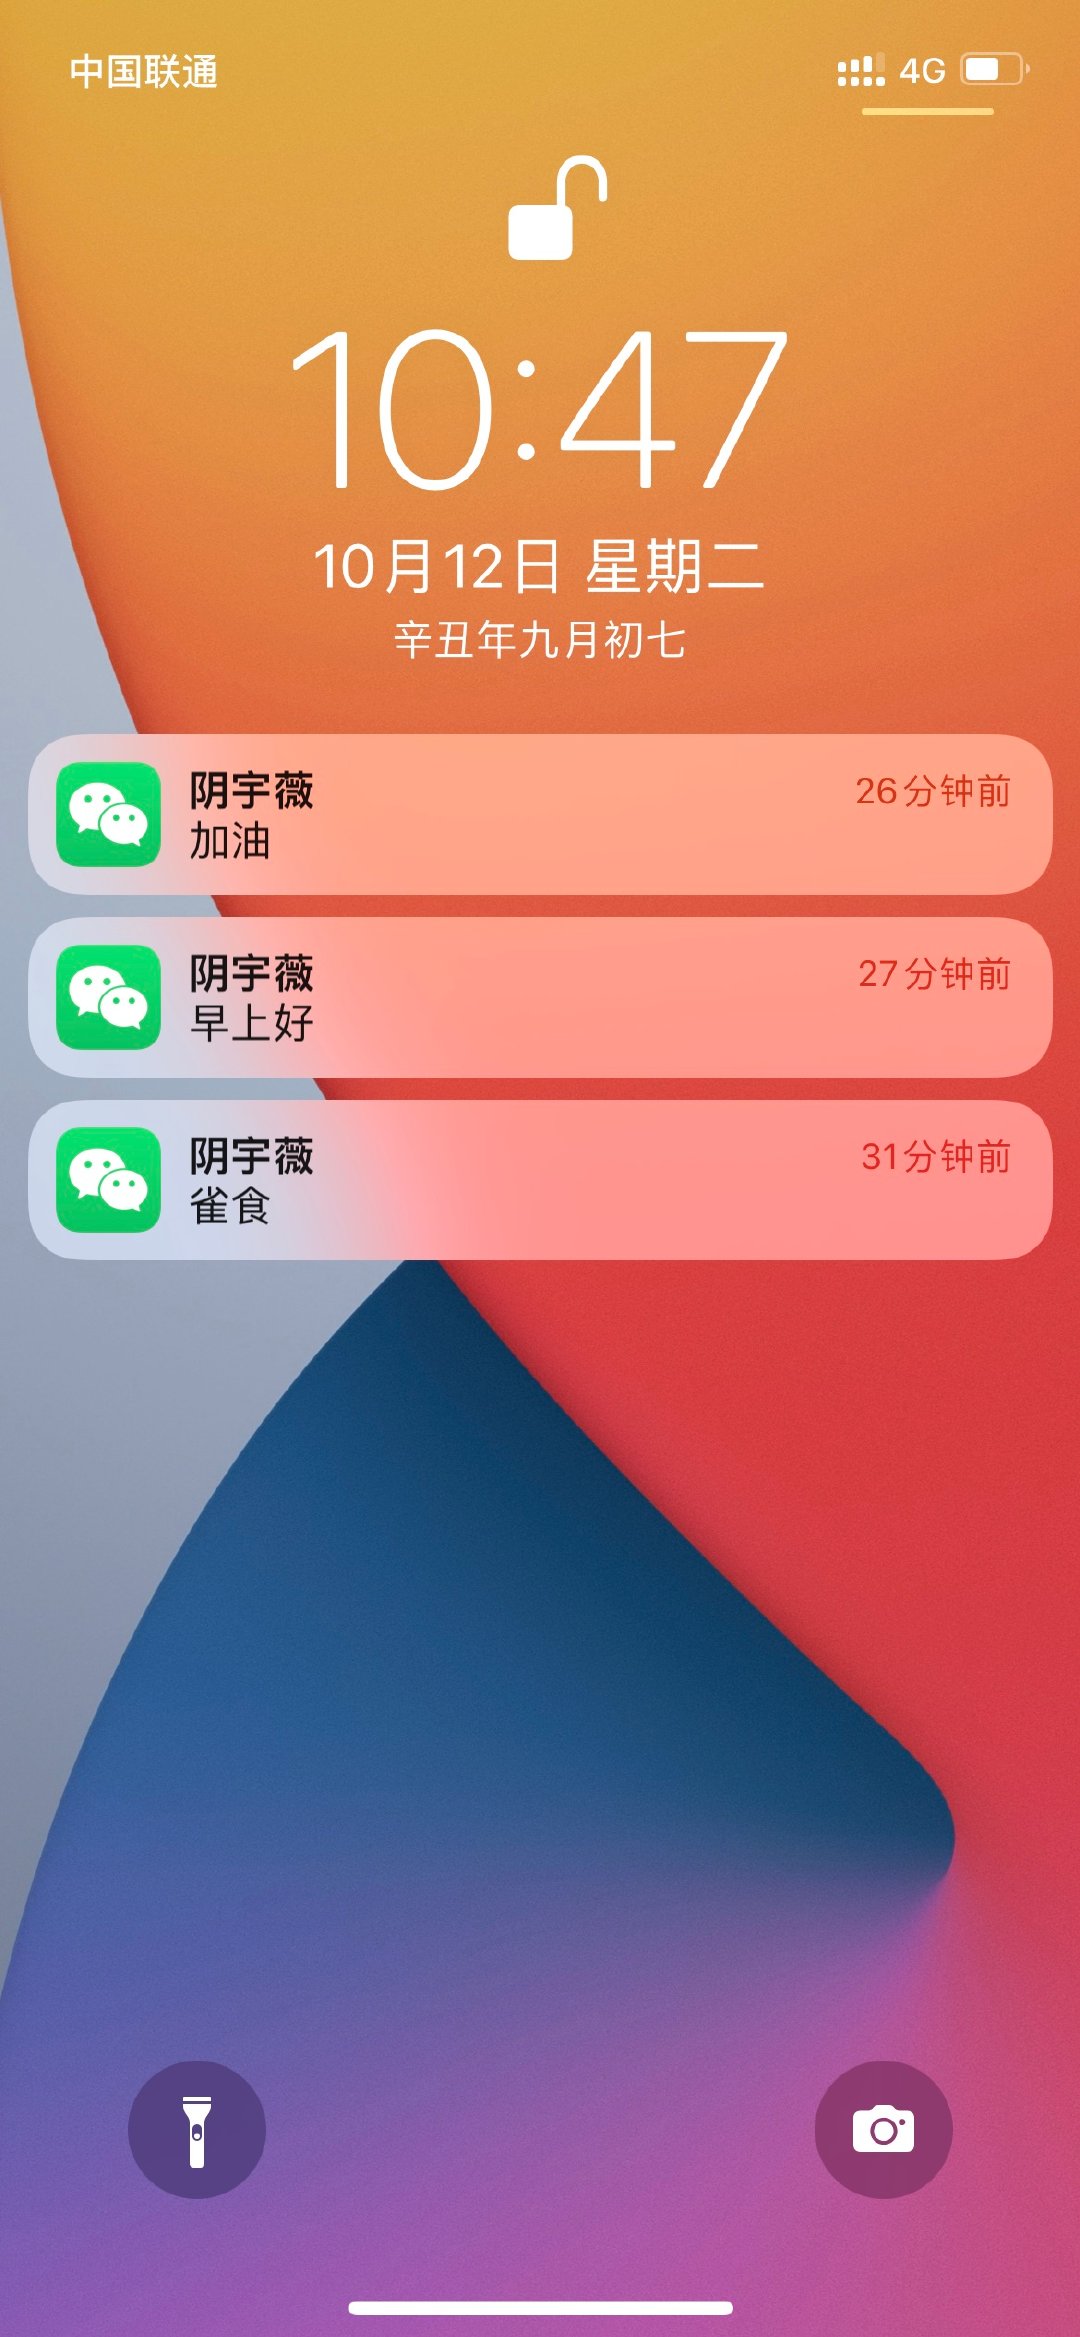 中国联通 4G
10:47
10月12日 星期二
辛丑年九月初七
阴宇薇 26分钟前
加油
阴宇薇 27分钟前
早上好
阴宇薇 31分钟前
雀食